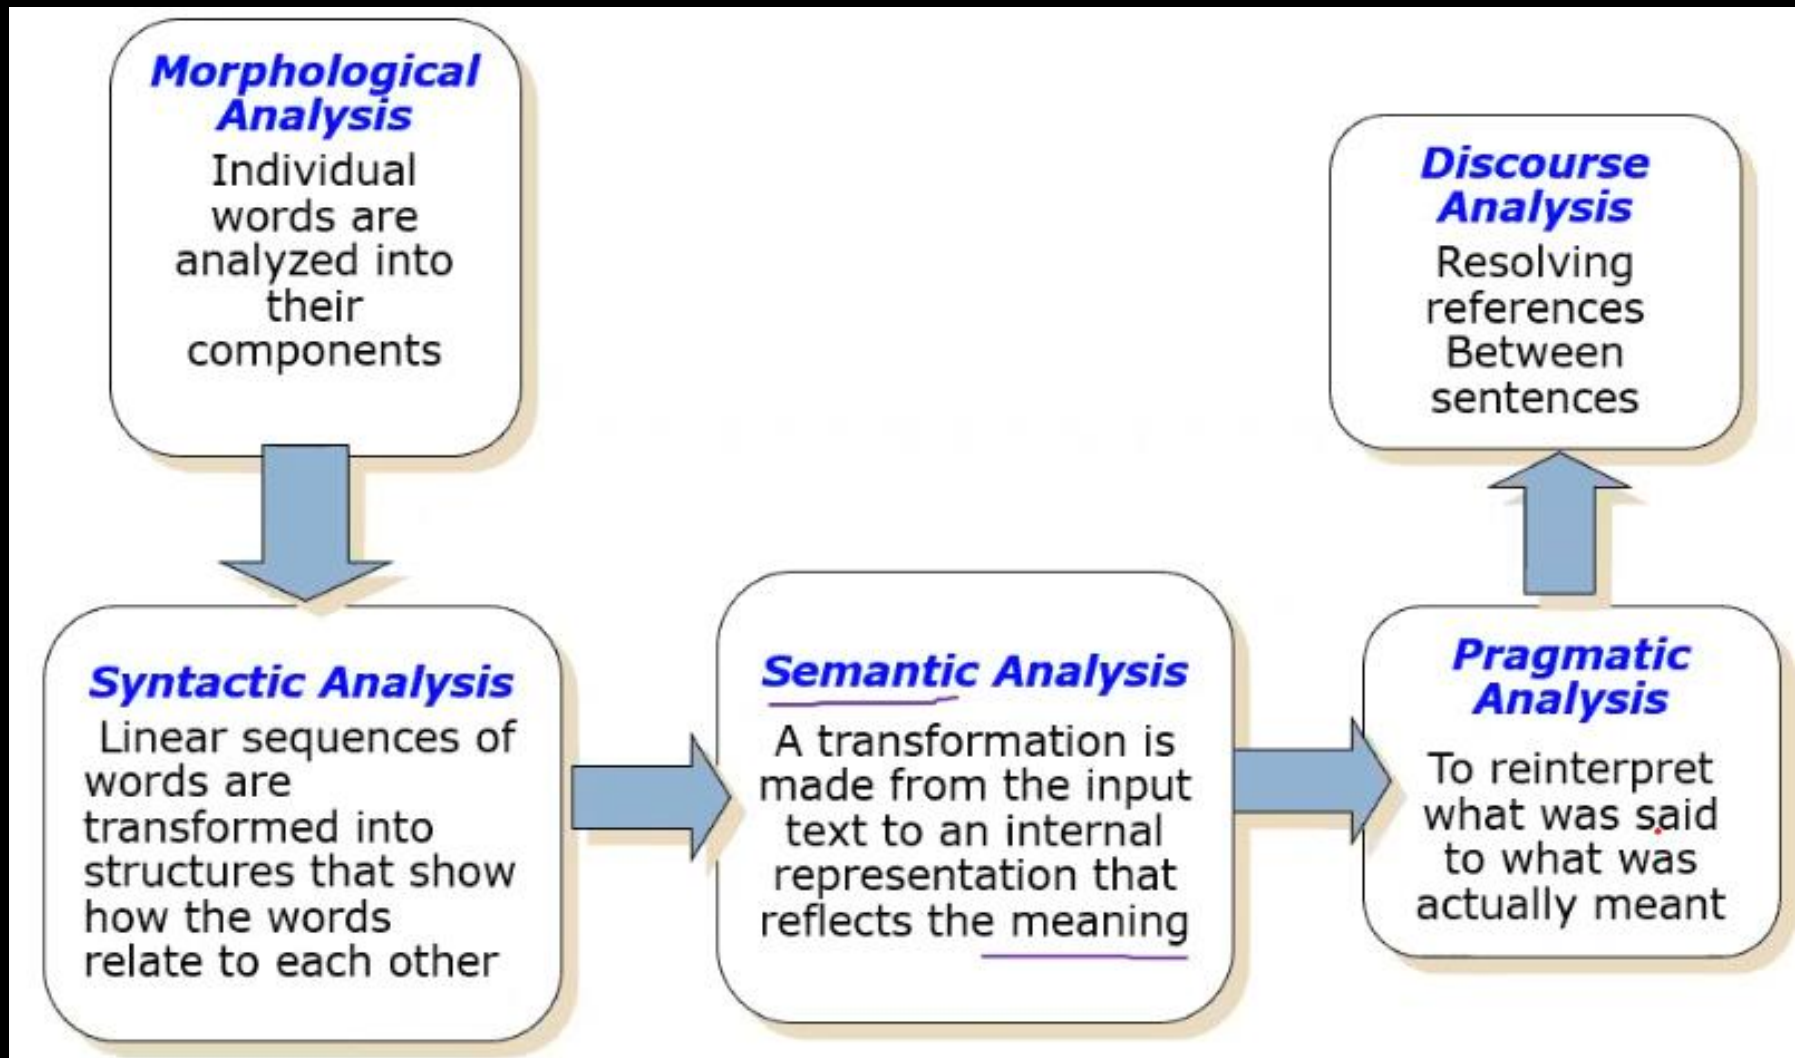 Morphological
Analysis
Individual
words are
analyzed into
their
components
Syntactic Analysis
Linear sequences of
words are
transformed into
structures that show
how the words
relate to each other
Semantic Analysis
A transformation is
made from the input
text to an internal
representation that
reflects the meaning
Pragmatic
Analysis
To reinterpret
what was said
to what was
actually meant
Discourse
Analysis
Resolving
references
Between
sentences